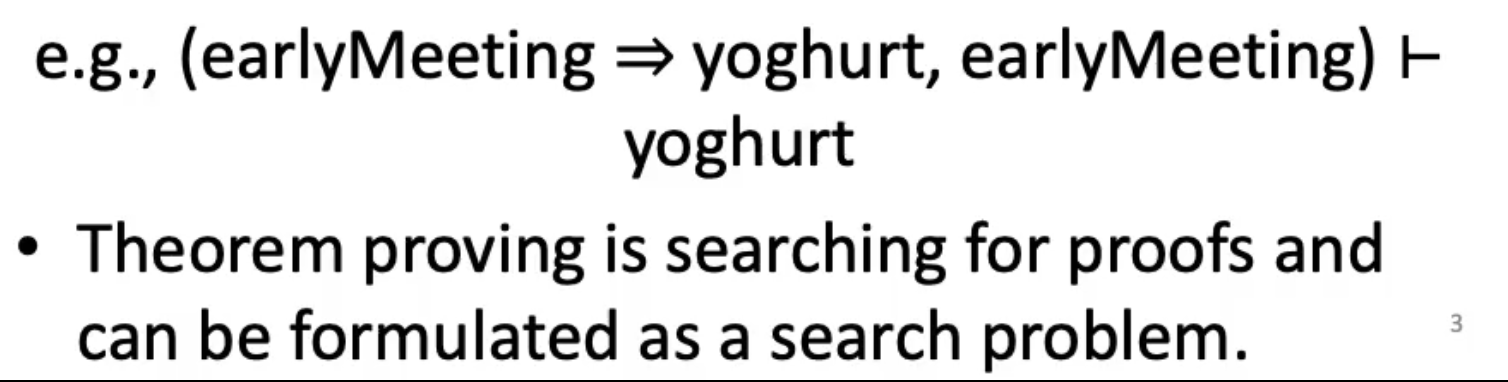 e.g., (earlyMeeting ⇒ yoghurt, earlyMeeting) ⊢
yoghurt
• Theorem proving is searching for proofs and
can be formulated as a search problem.
3